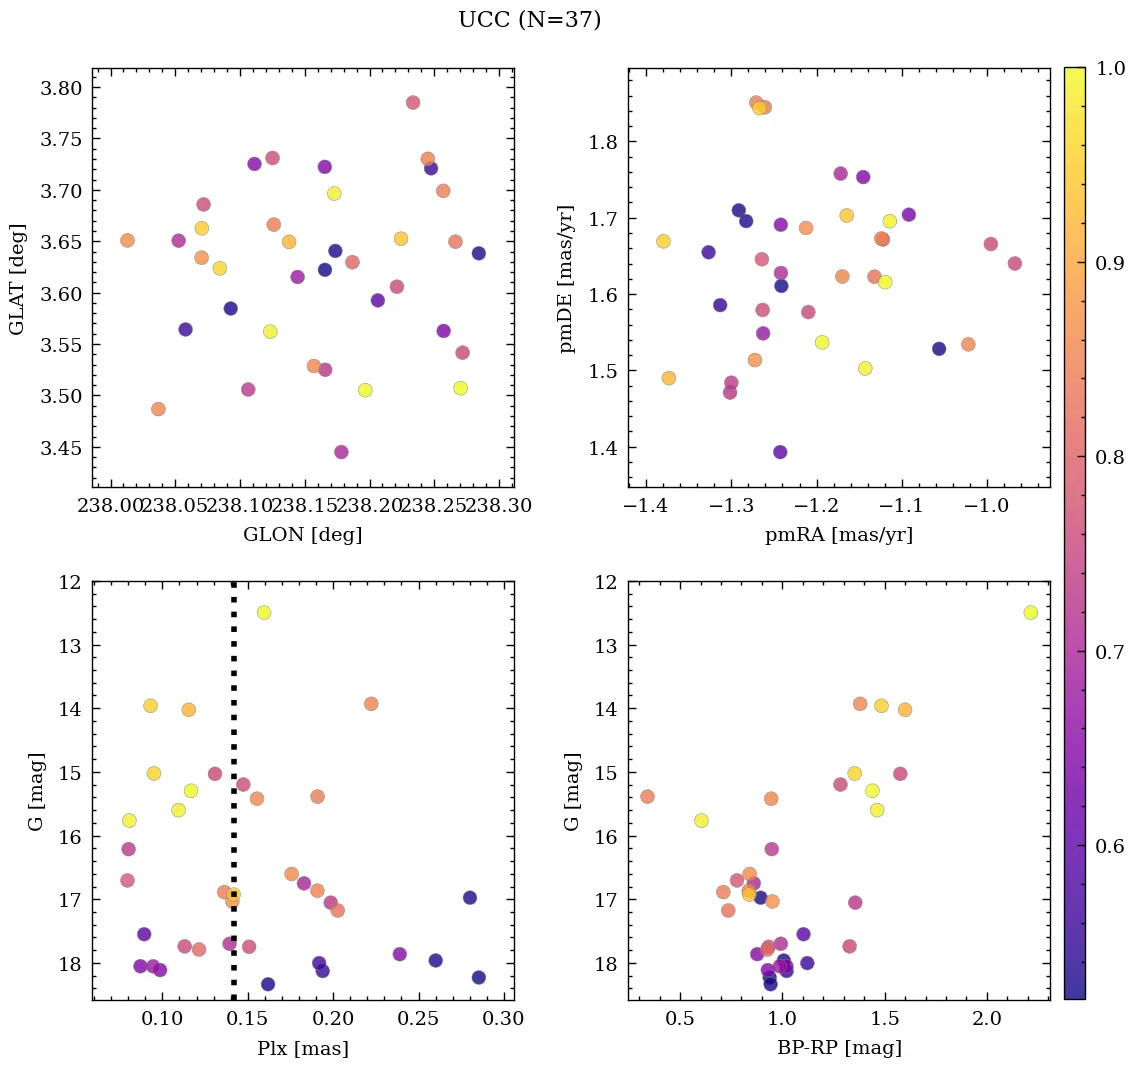 UCC (N=37)
3.80
3.75
3.70
3.65
3.60
3.55
3.50
3.45
GLAT [deg]
238.00 238.05 238.10 238.15 238.20 238.25 238.30
GLON [deg]
1.8
1.7
1.6
1.5
1.4
pmDE [mas/yr]
−1.4 −1.3 −1.2 −1.1 −1.0
pmRA [mas/yr]
1.0
0.9
0.8
0.7
0.6
12
13
14
15
16
17
18
G [mag]
0.10 0.15 0.20 0.25 0.30
Plx [mas]
12
13
14
15
16
17
18
G [mag]
0.5 1.0 1.5 2.0
BP-RP [mag]